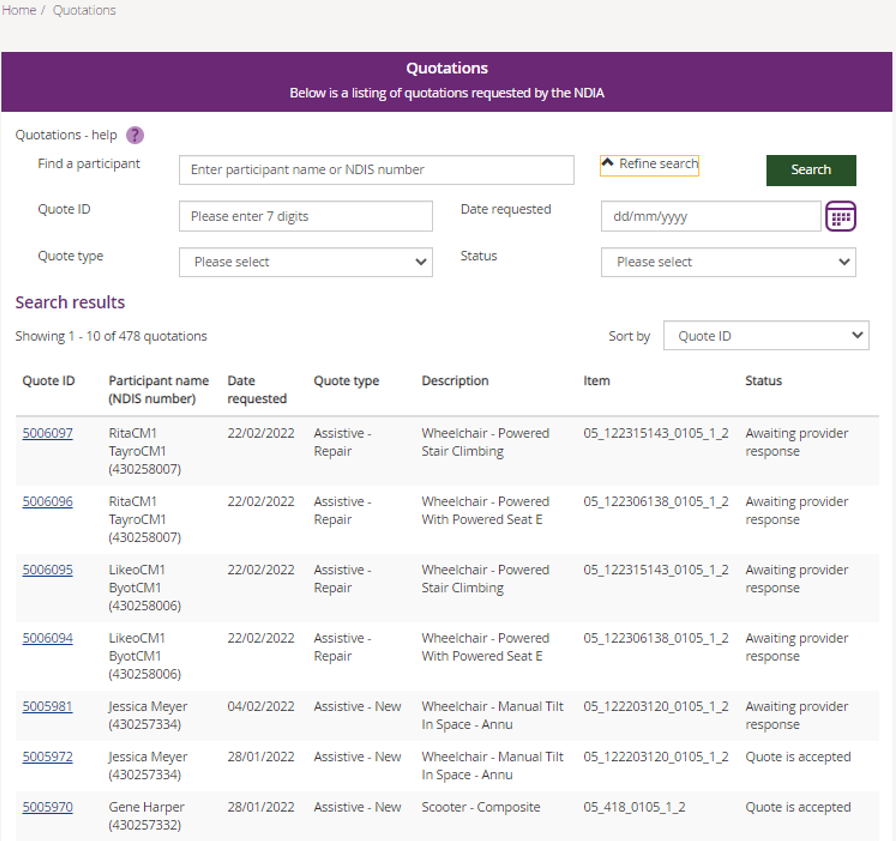 Home / Quotations
Quotations
Below is a listing of quotations requested by the NDIA
Quotations - help ?
Find a participant Enter participant name or NDIS number Refine search Search
Quote ID Please enter 7 digits Date requested dd/mm/yyyy
Quote type Please select Status Please select
Search results
Showing 1 - 10 of 478 quotations Sort by Quote ID
Quote ID Participant name Date Quote type Description Item Status
(NDIS number) requested
5006097 RitaCM1 22/02/2022 Assistive - Wheelchair - Powered 05_122315143_0105_1_2 Awaiting provider
TayroCM1 Repair Stair Climbing response
(430258007)
5006096 RitaCM1 22/02/2022 Assistive - Wheelchair - Powered 05_122306138_0105_1_2 Awaiting provider
TayroCM1 Repair With Powered Seat E response
(430258007)
5006095 LikeoCM1 22/02/2022 Assistive - Wheelchair - Powered 05_122315143_0105_1_2 Awaiting provider
ByotCM1 Repair Stair Climbing response
(430258006)
5006094 LikeoCM1 22/02/2022 Assistive - Wheelchair - Powered 05_122306138_0105_1_2 Awaiting provider
ByotCM1 Repair With Powered Seat E response
(430258006)
5005981 Jessica Meyer 04/02/2022 Assistive - New Wheelchair - Manual Tilt 05_122203120_0105_1_2 Awaiting provider
(430257334) In Space - Annu response
5005972 Jessica Meyer 28/01/2022 Assistive - New Wheelchair - Manual Tilt 05_122203120_0105_1_2 Quote is accepted
(430257334) In Space - Annu
5005970 Gene Harper 28/01/2022 Assistive - New Scooter - Composite 05_418_0105_1_2 Quote is accepted
(430257332)